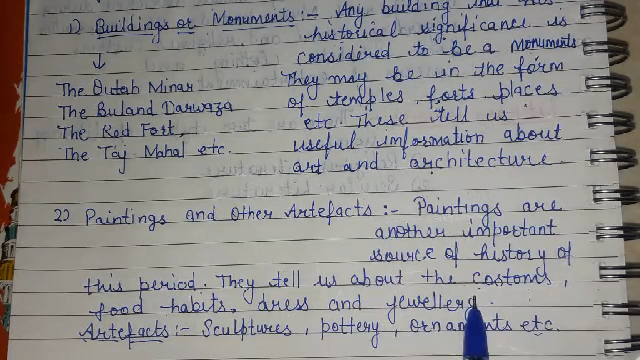 1) Buildings or Monuments :- Any building that has
historical significance is
↓ considered to be a Monuments
The Qutab Minar They may be in the form
The Buland Darwaza of temples, forts places
The Red Fort, etc. These tell us
The Taj Mahal etc. useful information about
art and architecture.
2) Paintings and Other Artefacts :- Paintings are
another important
source of history of
this period. They tell us about the costoms,
food habits, dress and jewellery.
Artefacts :- Sculptures, pottery, ornaments etc.